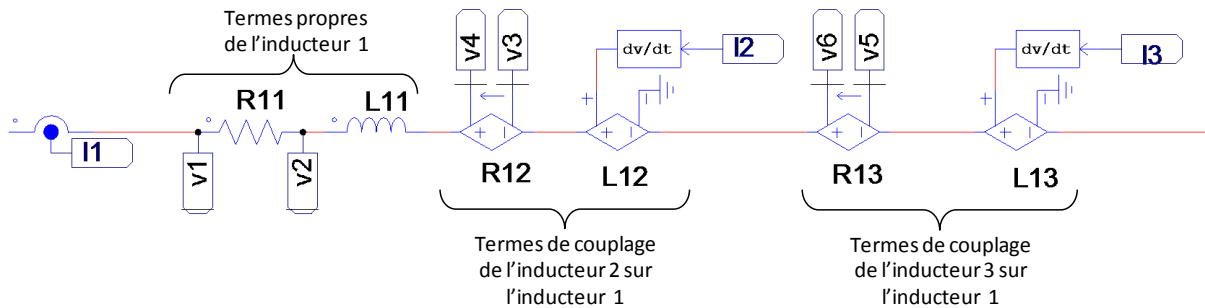 Termes propres
de l'inducteur 1
R11
L11
I1
v1
v2
v4
v3
dv/dt
I2
R12
L12
v6
v5
dv/dt
I3
R13
L13
Termes de couplage
de l'inducteur 2 sur
l'inducteur 1
Termes de couplage
de l'inducteur 3 sur
l'inducteur 1